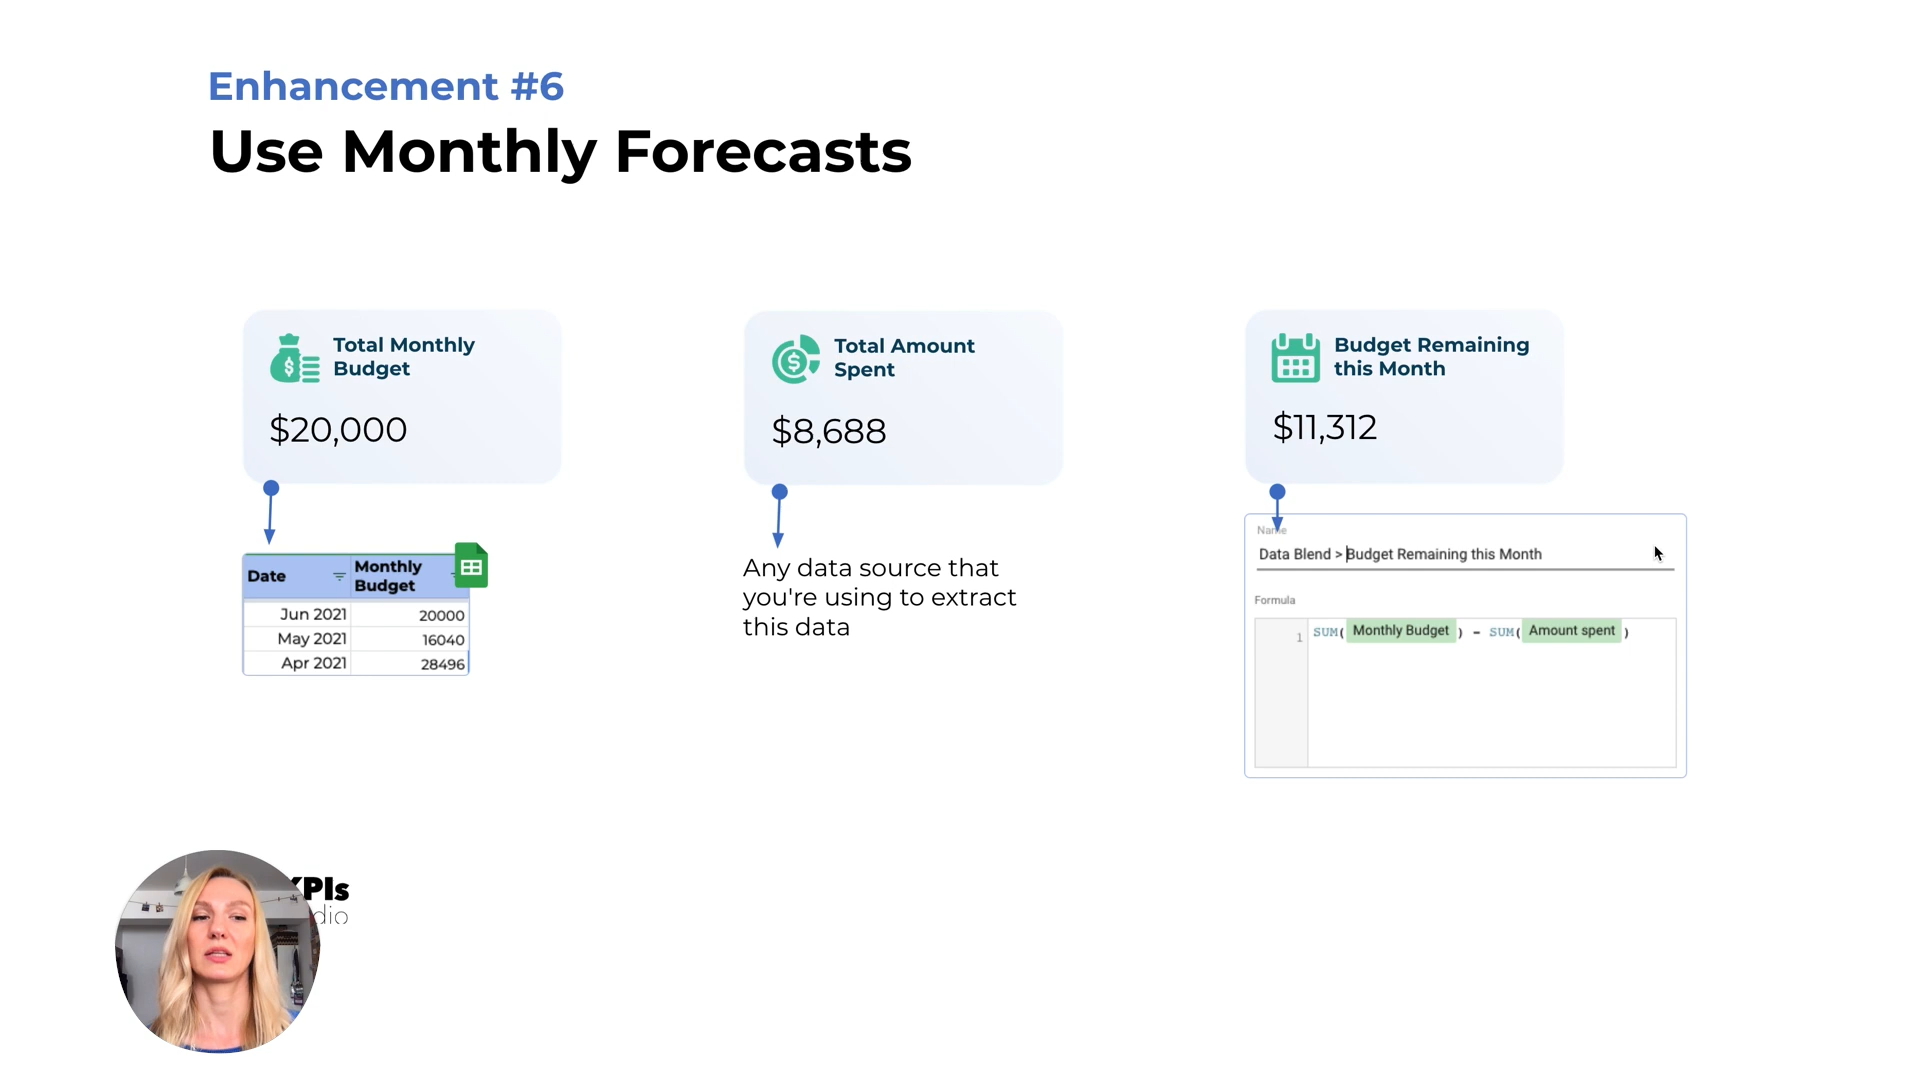 Enhancement #6
Use Monthly Forecasts
Total Monthly
Budget
$20,000
Total Amount
Spent
$8,688
Budget Remaining
this Month
$11,312
Date Monthly
Budget
Jun 2021 20000
May 2021 16040
Apr 2021 28496
Any data source that
you're using to extract
this data
Name
Data Blend > Budget Remaining this Month
Formula
1 SUM( Monthly Budget ) - SUM( Amount spent )
KPIs
dio